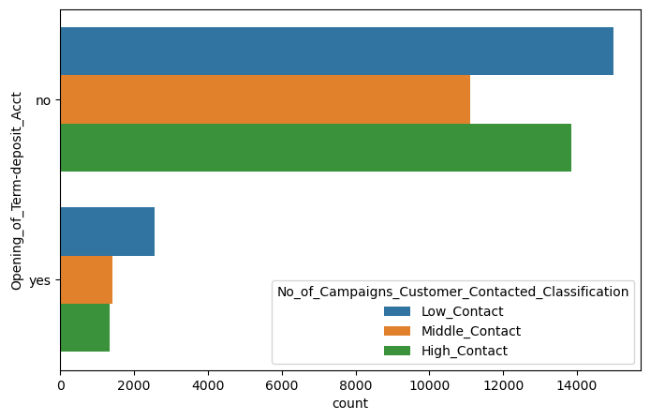 Opening_of_Term-deposit_Acct
no
yes
No_of_Campaigns_Customer_Contacted_Classification
Low_Contact
Middle_Contact
High_Contact
0 2000 4000 6000 8000 10000 12000 14000
count